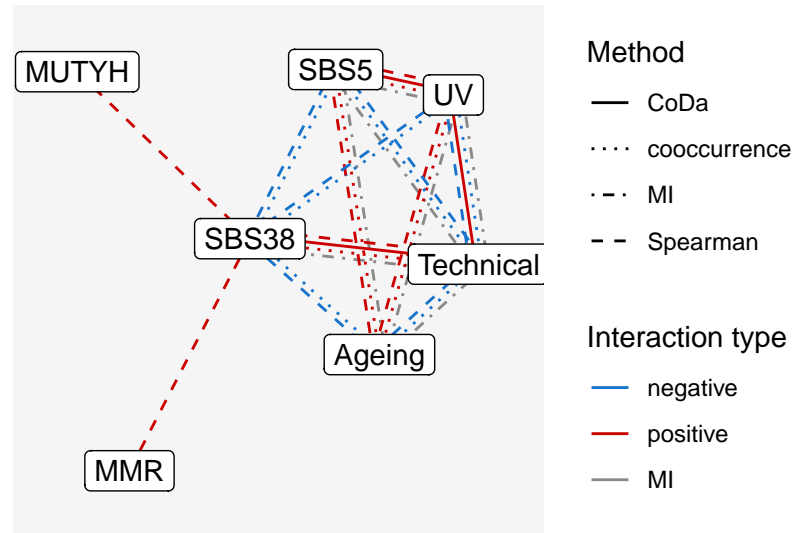 MUTYH
SBS5
UV
SBS38
Technical
Ageing
MMR
Method
CoDa
cooccurrence
MI
Spearman
Interaction type
negative
positive
MI